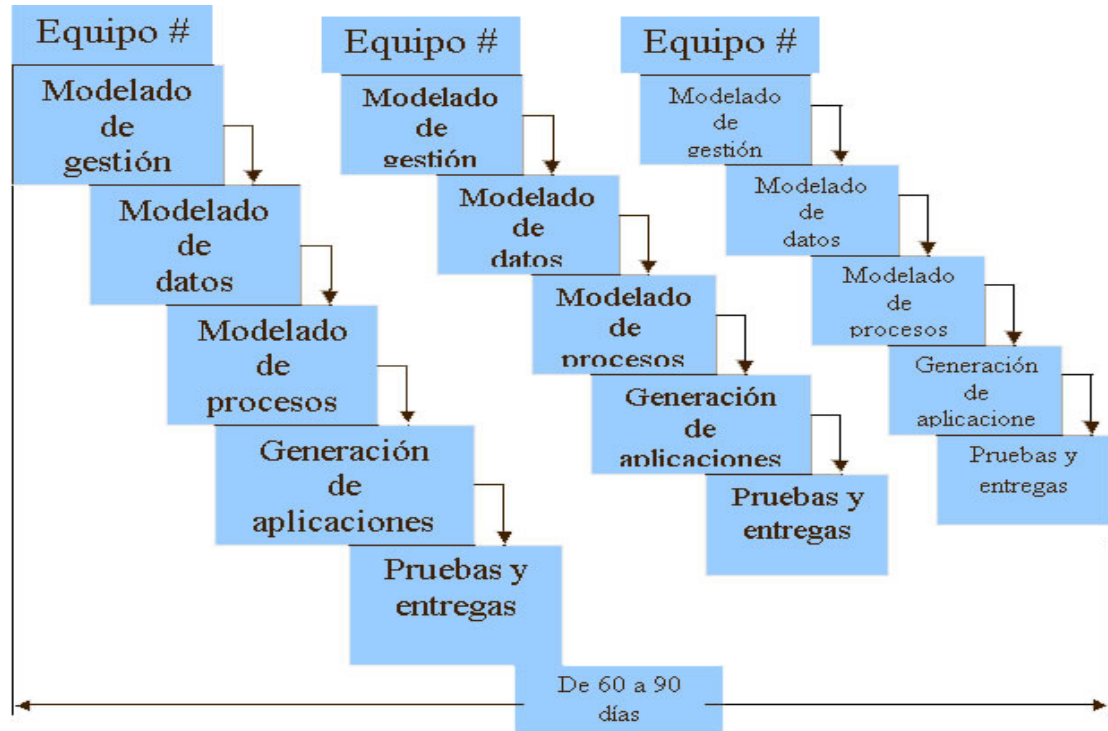 Equipo #
Modelado
de
gestión
Modelado
de
datos
Modelado
de
procesos
Generación
de
aplicaciones
Pruebas y
entregas
Equipo #
Modelado
de
gestión
Modelado
de
datos
Modelado
de
procesos
Generación
de
aplicaciones
Pruebas y
entregas
Equipo #
Modelado
de
gestión
Modelado
de
datos
Modelado
de
procesos
Generación
de
aplicacione
Pruebas y
entregas
De 60 a 90
días